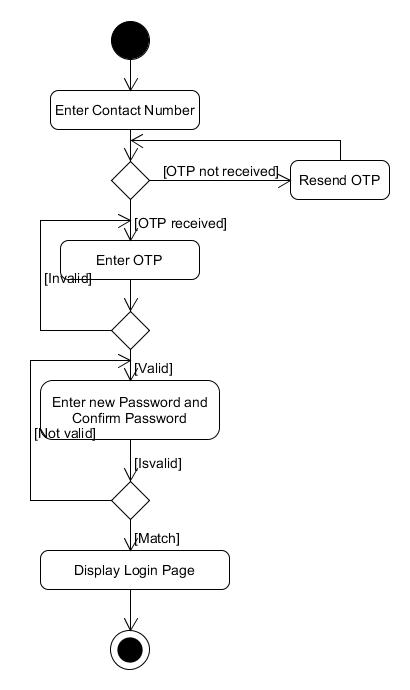 Enter Contact Number
[OTP not received]
Resend OTP
[OTP received]
Enter OTP
[Invalid]
[Valid]
Enter new Password and
Confirm Password
[Not valid]
[Isvalid]
[Match]
Display Login Page